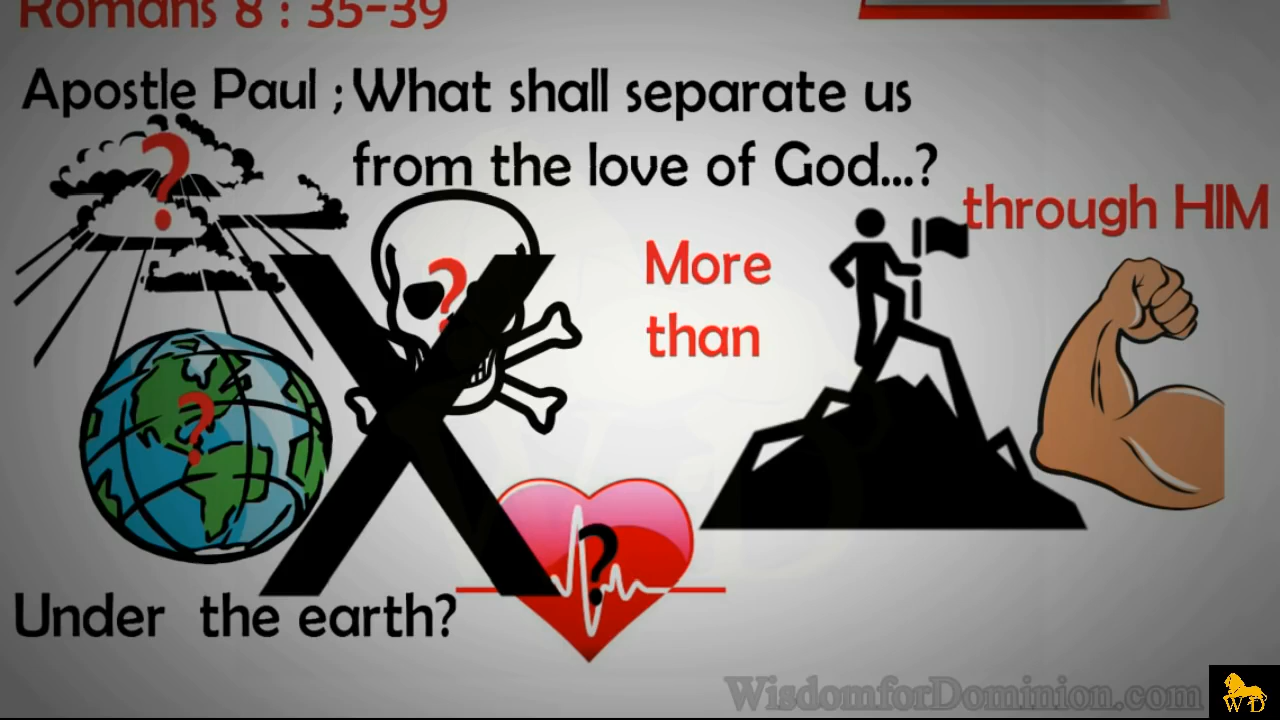 Romans 8 : 35-39
Apostle Paul ; What shall separate us
from the love of God...?
?
?
through HIM
More
than
?
?
Under the earth?
WisdomforDominion.com
WD